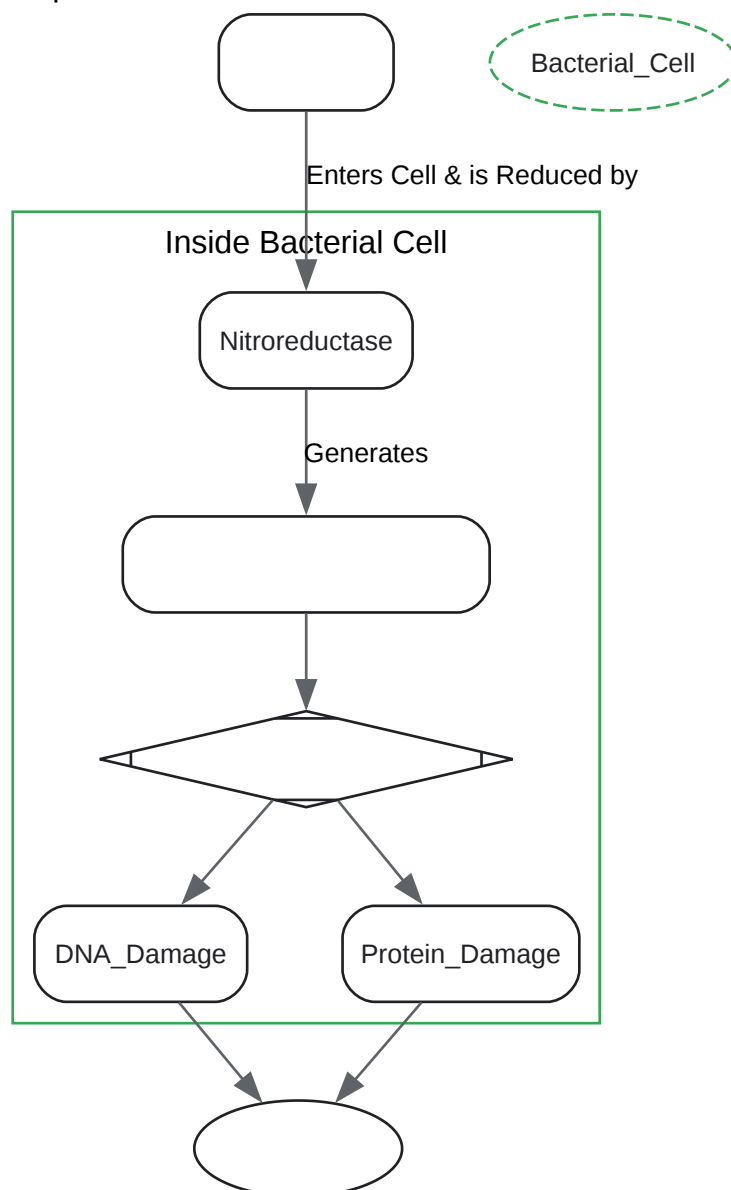 Bacterial_Cell
Enters Cell & is Reduced by
Inside Bacterial Cell
Nitroreductase
Generates
DNA_Damage
Protein_Damage